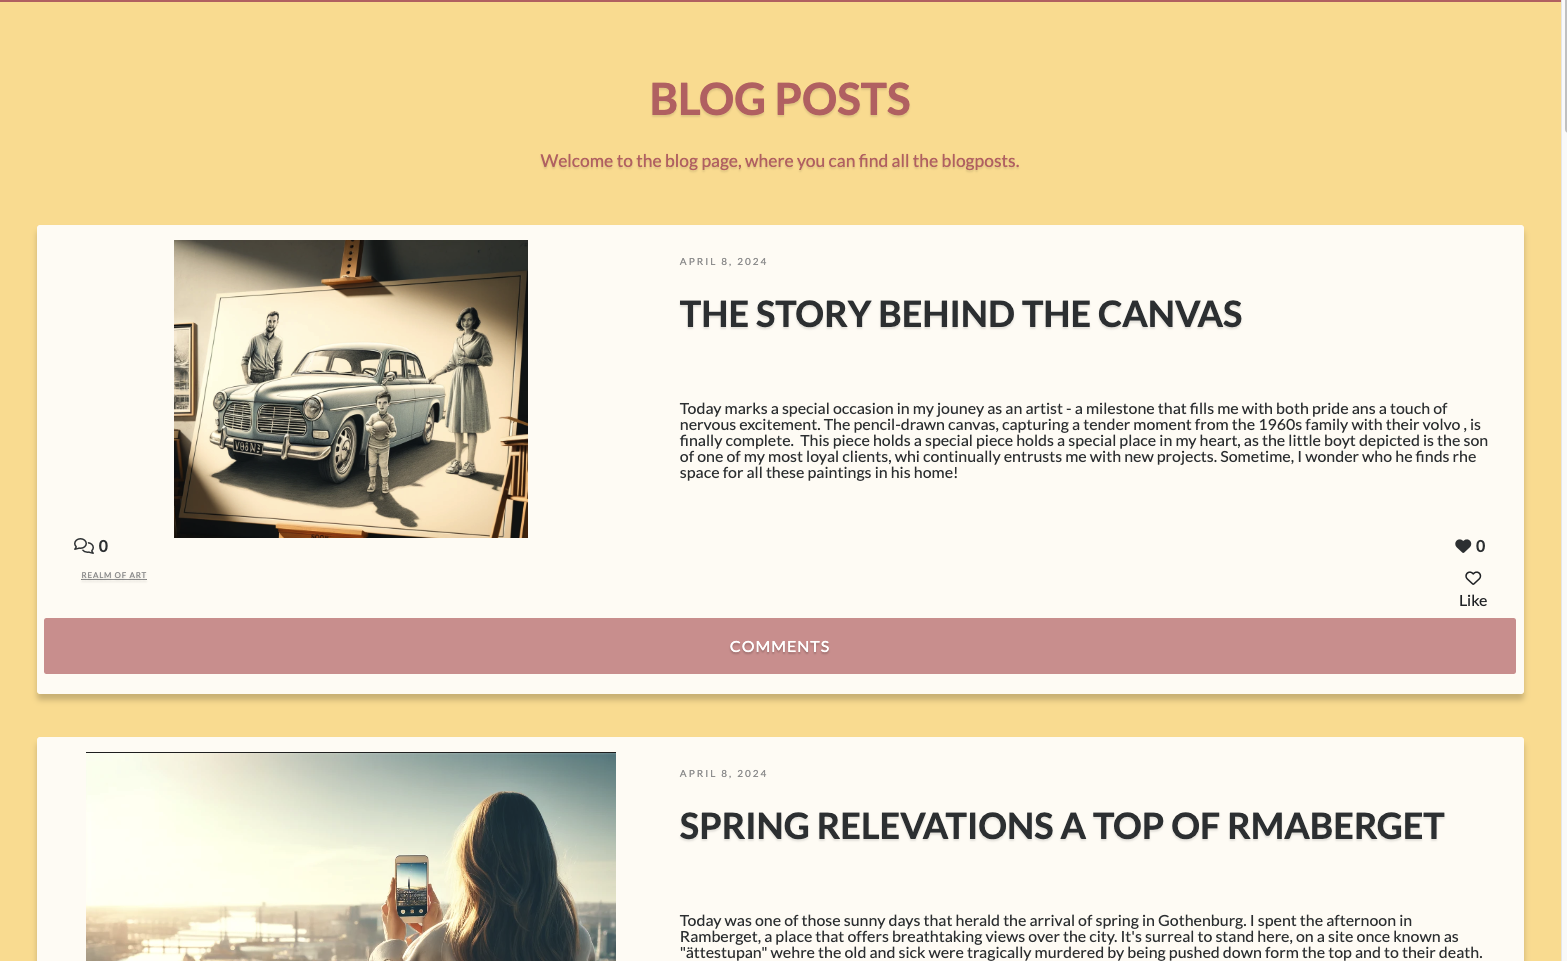 BLOG POSTS
Welcome to the blog page, where you can find all the blogposts.
APRIL 8, 2024
THE STORY BEHIND THE CANVAS
Today marks a special occasion in my jouney as an artist - a milestone that fills me with both pride ans a touch of
nervous excitement. The pencil-drawn canvas, capturing a tender moment from the 1960s family with their volvo , is
finally complete.  This piece holds a special piece holds a special place in my heart, as the little boyt depicted is the son
of one of my most loyal clients, whi continually entrusts me with new projects. Sometime, I wonder who he finds rhe
space for all these paintings in his home!
0
0
REALM OF ART
Like
COMMENTS
APRIL 8, 2024
SPRING RELEVATIONS A TOP OF RMABERGET
Today was one of those sunny days that herald the arrival of spring in Gothenburg. I spent the afternoon in
Ramberget, a place that offers breathtaking views over the city. It's surreal to stand here, on a site once known as
"ättestupan" wehre the old and sick were tragically murdered by being pushed down form the top and to their death.